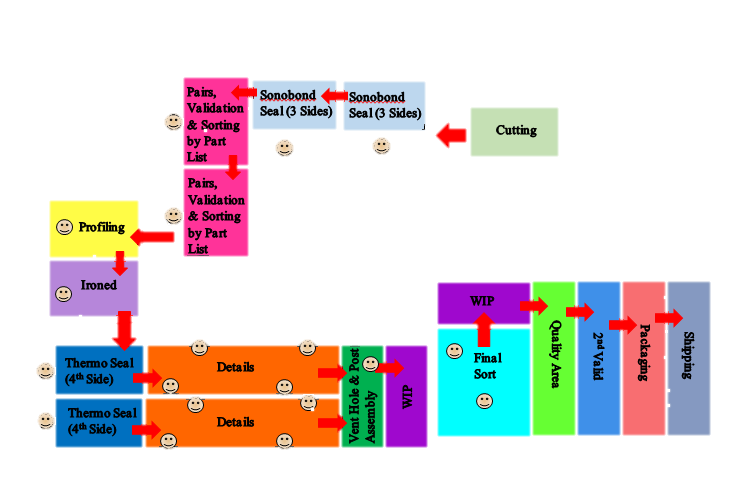 Pairs,
Validation
& Sorting
by Part
List
Sonobond
Seal (3 Sides)
Sonobond
Seal (3 Sides)
Cutting
Pairs,
Validation
& Sorting
by Part
List
Profiling
Ironed
Thermo Seal
(4th Side)
Details
Thermo Seal
(4th Side)
Details
Vent Hole & Post
Assembly
WIP
WIP
Final
Sort
Quality Area
2nd Valid
Packaging
Shipping